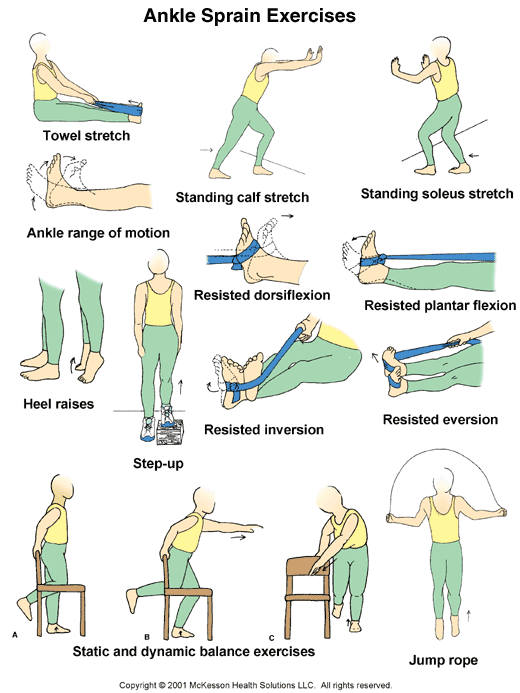 Ankle Sprain Exercises
Towel stretch
Standing calf stretch
Standing soleus stretch
Ankle range of motion
Resisted dorsiflexion
Resisted plantar flexion
Heel raises
Step-up
Resisted inversion
Resisted eversion
A
B
C
Static and dynamic balance exercises
Jump rope
Copyright © 2001 McKesson Health Solutions LLC. All rights reserved.